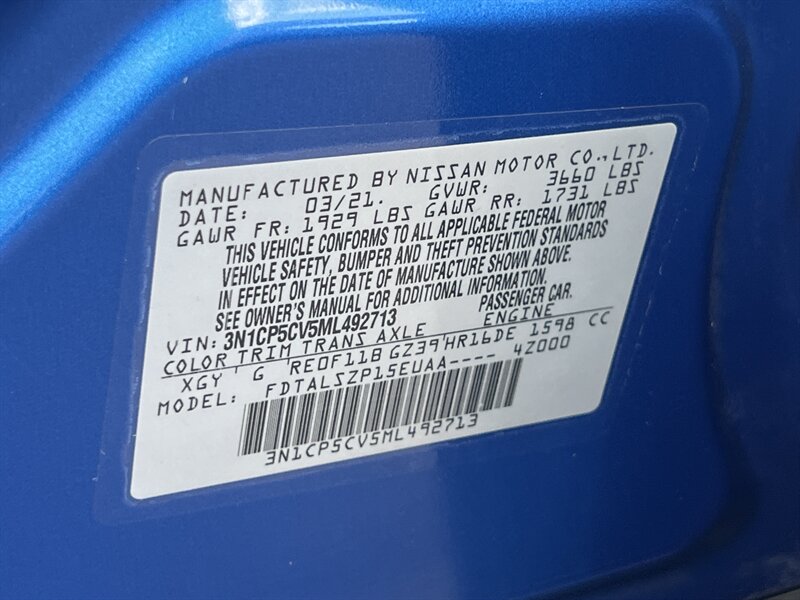 MANUFACTURED BY NISSAN MOTOR CO., LTD.
DATE: 03/21. GVWR: 3660 LBS
GAWR FR: 1929 LBS GAWR RR: 1731 LBS
THIS VEHICLE CONFORMS TO ALL APPLICABLE FEDERAL MOTOR
VEHICLE SAFETY, BUMPER AND THEFT PREVENTION STANDARDS
IN EFFECT ON THE DATE OF MANUFACTURE SHOWN ABOVE.
SEE OWNER'S MANUAL FOR ADDITIONAL INFORMATION.
VIN: 3N1CP5CV5ML492713 PASSENGER CAR.
COLOR TRIM TRANS AXLE ENGINE
XGY G RE0F11B GZ39 HR16DE 1598 CC
MODEL: FDTALSZP15EUAA---- 4Z000
3N1CP5CV5ML492713